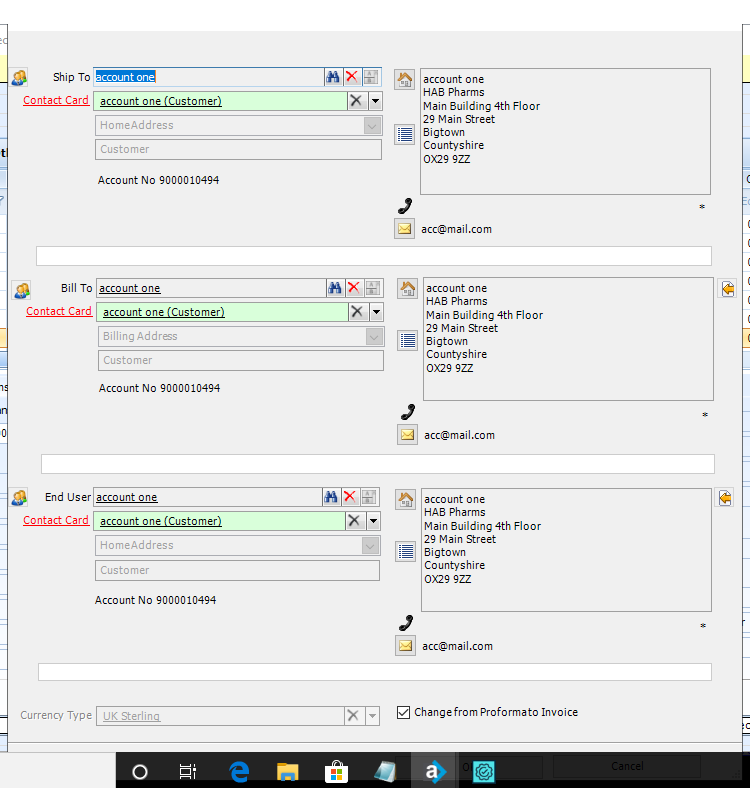 Ship To account one
Contact Card account one (Customer)
HomeAddress
Customer
Account No 9000010494
account one
HAB Pharms
Main Building 4th Floor
29 Main Street
Bigtown
Countyshire
OX29 9ZZ
*
acc@mail.com
Bill To account one
Contact Card account one (Customer)
Billing Address
Customer
Account No 9000010494
account one
HAB Pharms
Main Building 4th Floor
29 Main Street
Bigtown
Countyshire
OX29 9ZZ
*
acc@mail.com
End User account one
Contact Card account one (Customer)
HomeAddress
Customer
Account No 9000010494
account one
HAB Pharms
Main Building 4th Floor
29 Main Street
Bigtown
Countyshire
OX29 9ZZ
*
acc@mail.com
Currency Type UK Sterling
Change from Proformato Invoice
Cancel